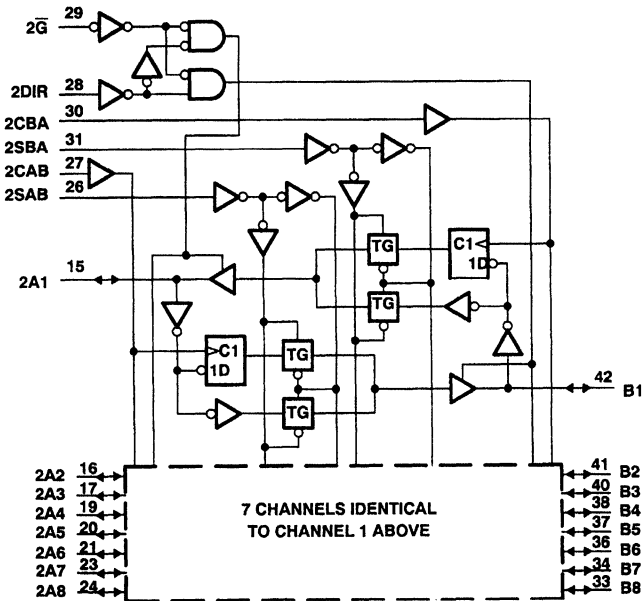 2G̅ 29
2DIR 28
2CBA 30
2SBA 31
2CAB 27
2SAB 26
TG
C1
1D
2A1 15
TG
C1
1D
TG
TG
42 B1
2A2 16
41 B2
2A3 17
40 B3
2A4 19
38 B4
2A5 20
37 B5
2A6 21
36 B6
2A7 23
34 B7
2A8 24
33 B8
7 CHANNELS IDENTICAL
TO CHANNEL 1 ABOVE